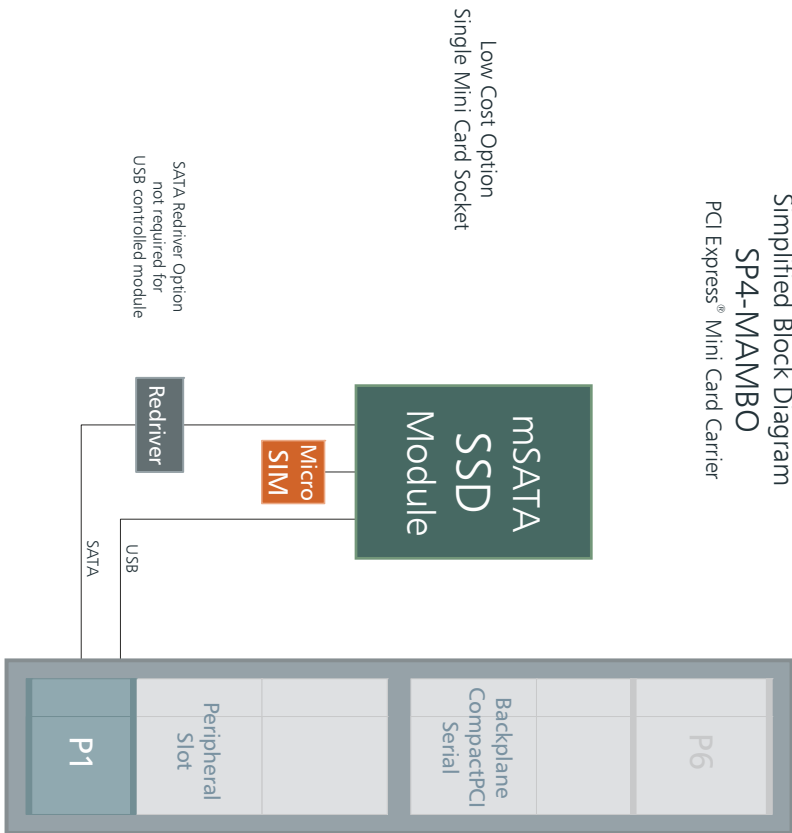 Simplified Block Diagram
SP4-MAMBO
PCI Express® Mini Card Carrier
Low Cost Option
Single Mini Card Socket
mSATA
SSD
Module
Micro
SIM
SATA Redriver Option
not required for
USB controlled module
Redriver
USB
SATA
P6
Backplane
CompactPCI
Serial
Peripheral
Slot
P1